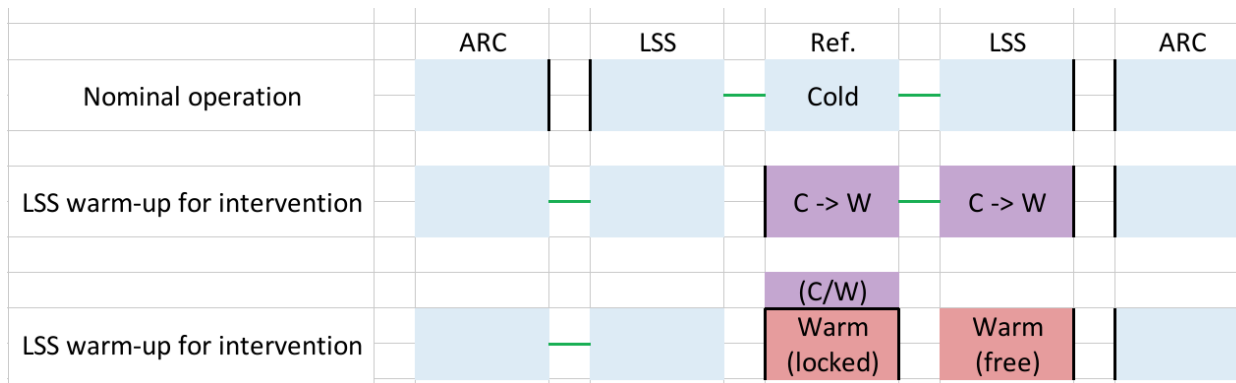 ARC LSS Ref. LSS ARC
Nominal operation Cold
LSS warm-up for intervention C -> W C -> W
(C/W)
LSS warm-up for intervention Warm (locked) Warm (free)